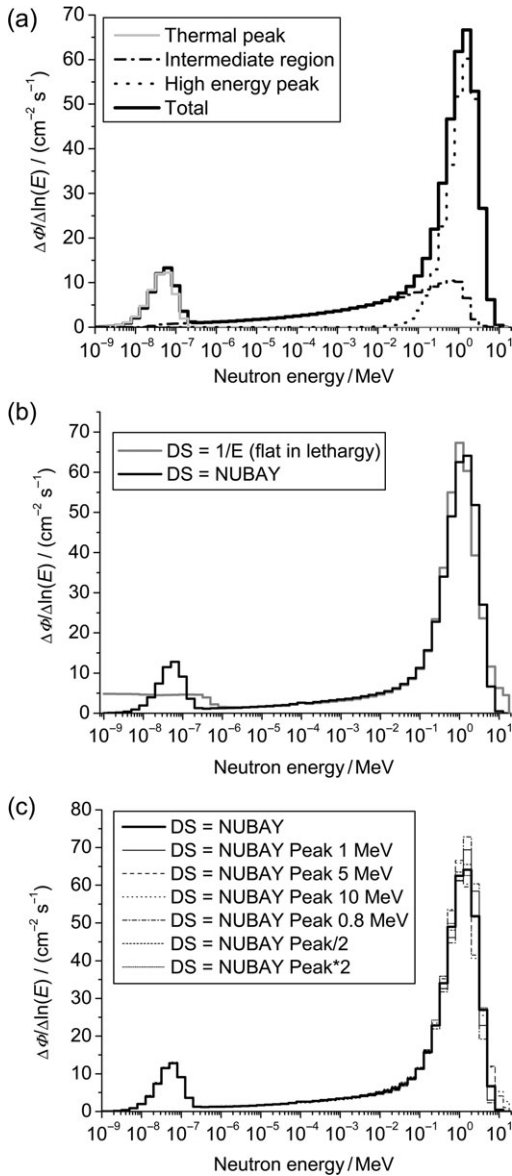 (a)
70
60
50
40
30
20
10
0
ΔΦ/Δln(E) / (cm⁻² s⁻¹)
Thermal peak
Intermediate region
High energy peak
Total
10⁻⁹ 10⁻⁸ 10⁻⁷ 10⁻⁶ 10⁻⁵ 10⁻⁴ 10⁻³ 10⁻² 10⁻¹ 10⁰ 10¹
Neutron energy/MeV
(b)
70
60
50
40
30
20
10
0
ΔΦ/Δln(E) / (cm⁻² s⁻¹)
DS = 1/E (flat in lethargy)
DS = NUBAY
10⁻⁹ 10⁻⁸ 10⁻⁷ 10⁻⁶ 10⁻⁵ 10⁻⁴ 10⁻³ 10⁻² 10⁻¹ 10⁰ 10¹
Neutron energy/MeV
(c)
80
70
60
50
40
30
20
10
0
ΔΦ/Δln(E) / (cm⁻² s⁻¹)
DS = NUBAY
DS = NUBAY Peak 1 MeV
DS = NUBAY Peak 5 MeV
DS = NUBAY Peak 10 MeV
DS = NUBAY Peak 0.8 MeV
DS = NUBAY Peak/2
DS = NUBAY Peak*2
10⁻⁹ 10⁻⁸ 10⁻⁷ 10⁻⁶ 10⁻⁵ 10⁻⁴ 10⁻³ 10⁻² 10⁻¹ 10⁰ 10¹
Neutron energy/MeV